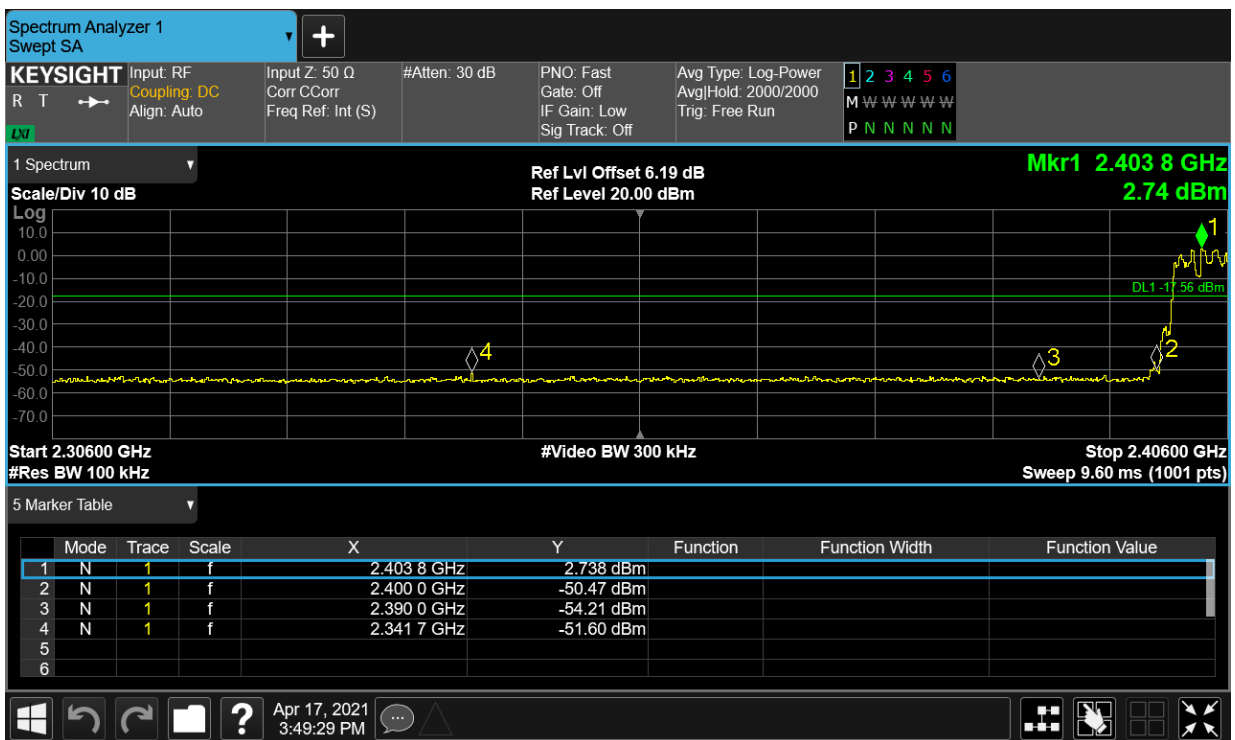 Spectrum Analyzer 1
Swept SA
KEYSIGHT
R T
LXI
Input: RF
Coupling: DC
Align: Auto
Input Z: 50 Ω
Corr CCorr
Freq Ref: Int (S)
#Atten: 30 dB
PNO: Fast
Gate: Off
IF Gain: Low
Sig Track: Off
Avg Type: Log-Power
Avg|Hold: 2000/2000
Trig: Free Run
1 2 3 4 5 6
M W W W W W
P N N N N N
1 Spectrum
Scale/Div 10 dB
Ref Lvl Offset 6.19 dB
Ref Level 20.00 dBm
Mkr1 2.403 8 GHz
2.74 dBm
Log
10.0
0.00
-10.0
-20.0
-30.0
-40.0
-50.0
-60.0
-70.0
1
DL1 -17.56 dBm
4
3
2
Start 2.30600 GHz
#Res BW 100 kHz
#Video BW 300 kHz
Stop 2.40600 GHz
Sweep 9.60 ms (1001 pts)
5 Marker Table
Mode Trace Scale X Y Function Function Width Function Value
1 N 1 f 2.403 8 GHz 2.738 dBm
2 N 1 f 2.400 0 GHz -50.47 dBm
3 N 1 f 2.390 0 GHz -54.21 dBm
4 N 1 f 2.341 7 GHz -51.60 dBm
5
6
?
Apr 17, 2021
3:49:29 PM